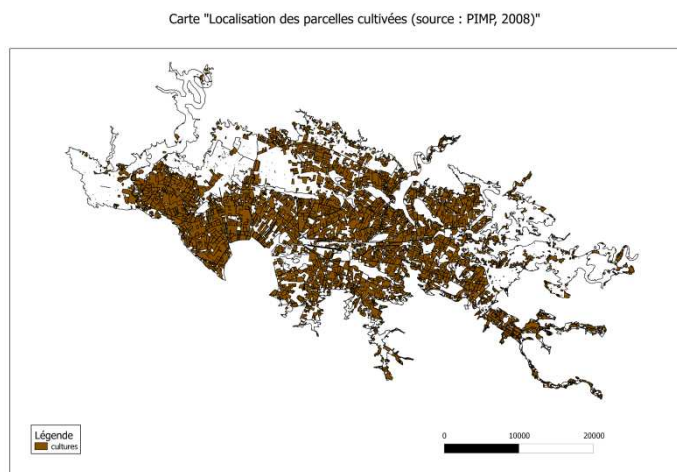 Carte "Localisation des parcelles cultivées (source : PIMP, 2008)"
Légende
cultures
0 10000 20000